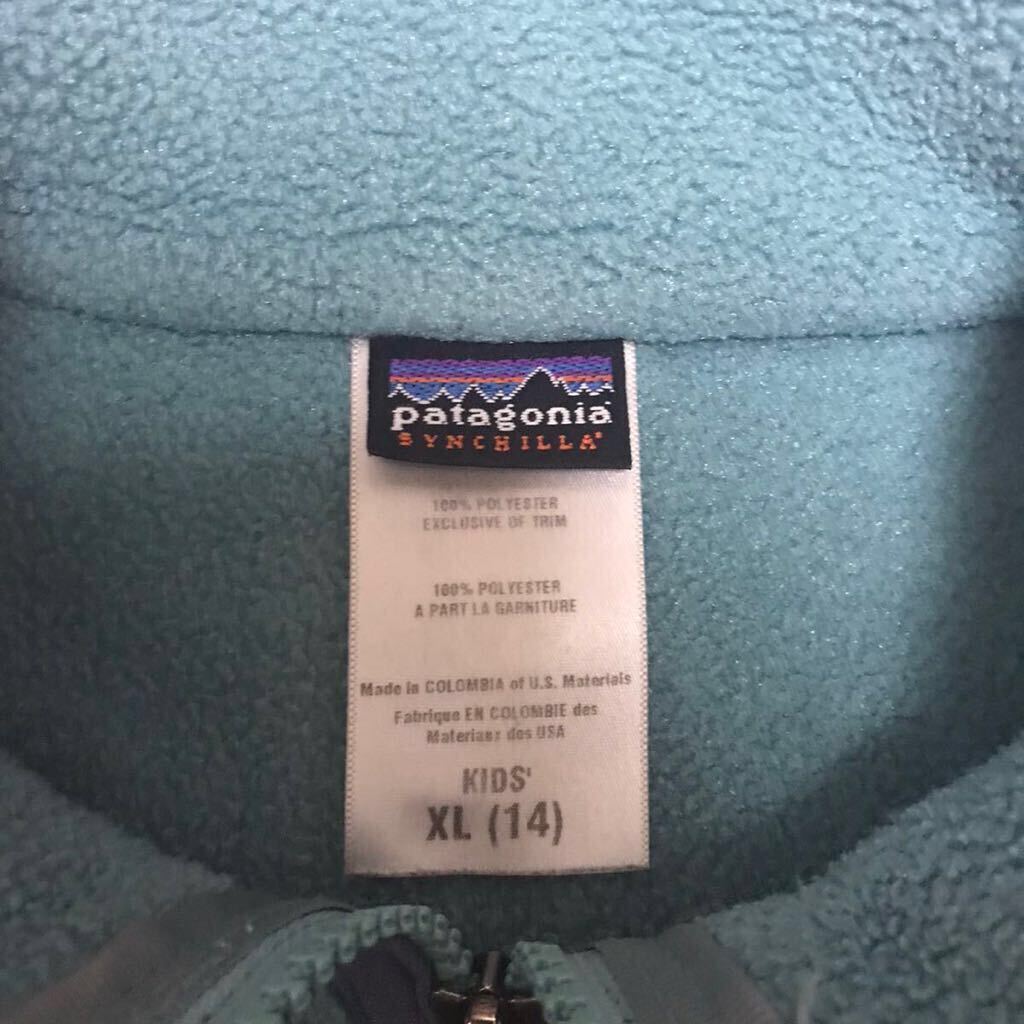 patagonia
SYNCHILLA®
100% POLYESTER
EXCLUSIVE OF TRIM
100% POLYESTER
A PART LA GARNITURE
Made in COLOMBIA of U.S. Materials
Fabrique EN COLOMBIE des
Materiaux des USA
KIDS'
XL (14)